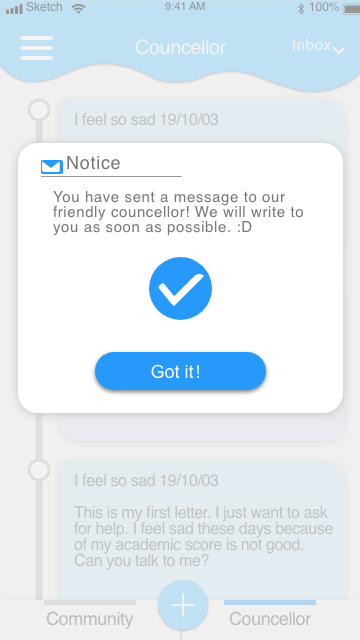 Sketch 9:41 AM 100%
Councellor Inbox
I feel so sad 19/10/03
Notice
You have sent a message to our
friendly councellor! We will write to
you as soon as possible. :D
Got it!
I feel so sad 19/10/03
This is my first letter. I just want to ask
for help. I feel sad these days because
of my academic score is not good.
Can you talk to me?
Community Councellor